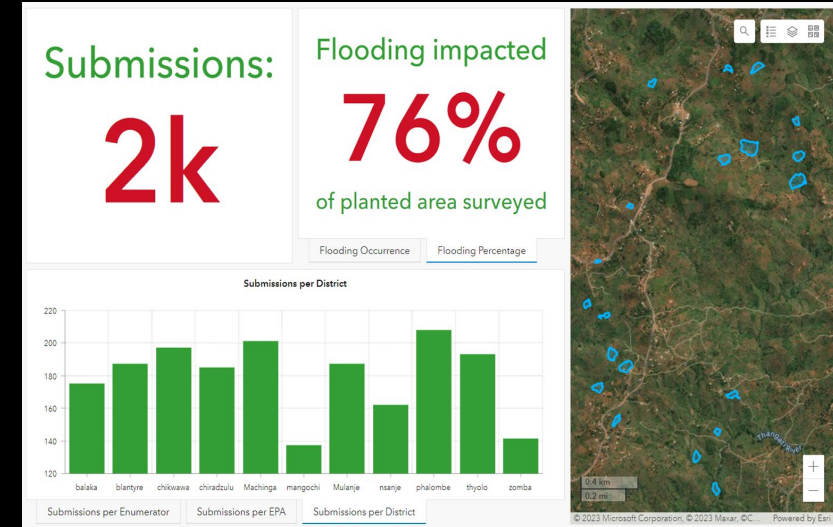 Submissions:
2k
Flooding impacted
76%
of planted area surveyed
Flooding Occurrence
Flooding Percentage
Submissions per District
220
200
180
160
140
120
balaka
blantyre
chikwawa
chiradzulu
Machinga
mangochi
Mulanje
nsanje
phalombe
thyolo
zomba
Submissions per Enumerator
Submissions per EPA
Submissions per District
0.4 km
0.2 mi
© 2023 Microsoft Corporation, © 2023 Maxar, ©C...
Powered by Esri